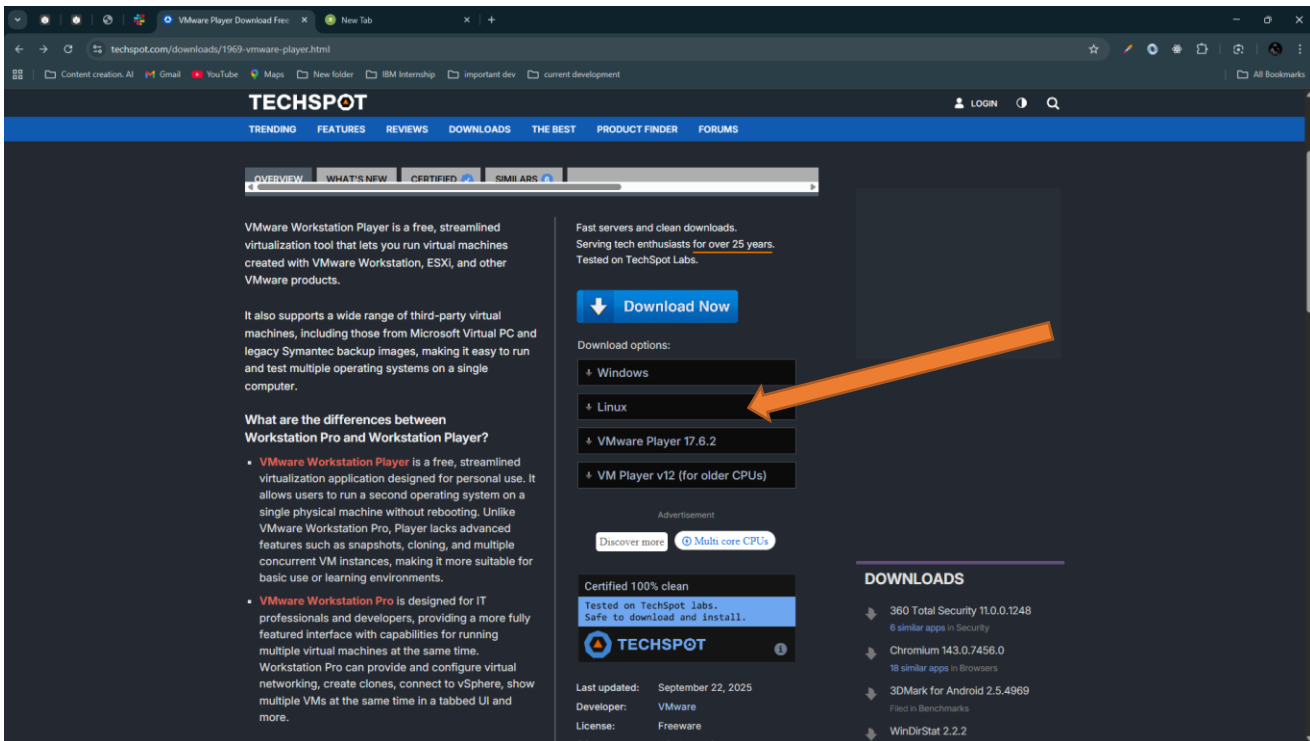 VMware Player Download Free
New Tab
techspot.com/downloads/1969-vmware-player.html
Content creation. AI
Gmail
YouTube
Maps
New folder
IBM Internship
important dev
current development
All Bookmarks
TECHSPOT
LOGIN
TRENDING
FEATURES
REVIEWS
DOWNLOADS
THE BEST
PRODUCT FINDER
FORUMS
OVERVIEW
WHAT'S NEW
CERTIFIED
SIMILARS
VMware Workstation Player is a free, streamlined
virtualization tool that lets you run virtual machines
created with VMware Workstation, ESXi, and other
VMware products.
It also supports a wide range of third-party virtual
machines, including those from Microsoft Virtual PC and
legacy Symantec backup images, making it easy to run
and test multiple operating systems on a single
computer.
What are the differences between
Workstation Pro and Workstation Player?
VMware Workstation Player is a free, streamlined
virtualization application designed for personal use. It
allows users to run a second operating system on a
single physical machine without rebooting. Unlike
VMware Workstation Pro, Player lacks advanced
features such as snapshots, cloning, and multiple
concurrent VM instances, making it more suitable for
basic use or learning environments.
VMware Workstation Pro is designed for IT
professionals and developers, providing a more fully
featured interface with capabilities for running
multiple virtual machines at the same time.
Workstation Pro can provide and configure virtual
networking, create clones, connect to vSphere, show
multiple VMs at the same time in a tabbed UI and
more.
Fast servers and clean downloads.
Serving tech enthusiasts for over 25 years.
Tested on TechSpot Labs.
Download Now
Download options:
Windows
Linux
VMware Player 17.6.2
VM Player v12 (for older CPUs)
Advertisement
Discover more
Multi core CPUs
Certified 100% clean
Tested on TechSpot labs.
Safe to download and install.
TECHSPOT
Last updated: September 22, 2025
Developer: VMware
License: Freeware
DOWNLOADS
360 Total Security 11.0.0.1248
6 similar apps in Security
Chromium 143.0.7456.0
18 similar apps in Browsers
3DMark for Android 2.5.4969
Filed in Benchmarks
WinDirStat 2.2.2